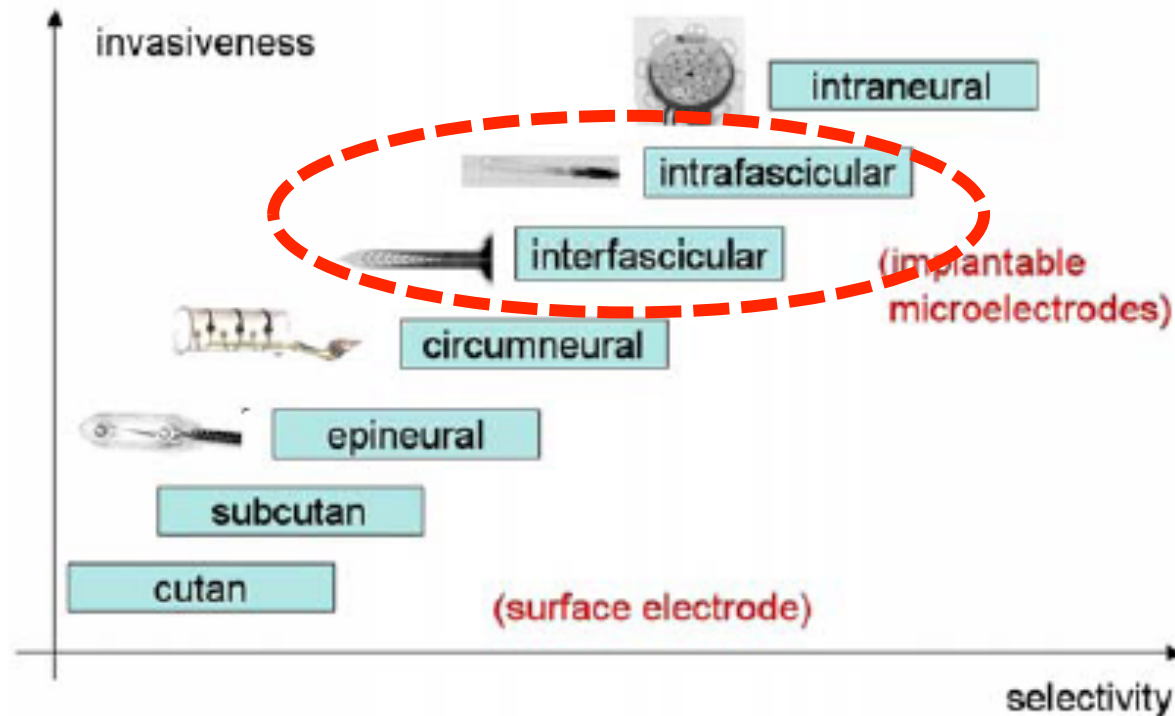 invasiveness
intraneural
intrafascicular
interfascicular
(implantable
microelectrodes)
circumneural
epineural
subcutan
cutan
(surface electrode)
selectivity